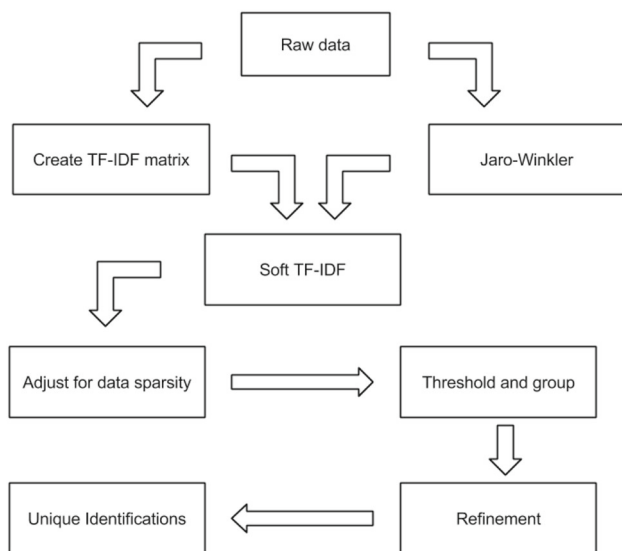 Raw data
Create TF-IDF matrix
Jaro-Winkler
Soft TF-IDF
Adjust for data sparsity
Threshold and group
Unique Identifications
Refinement